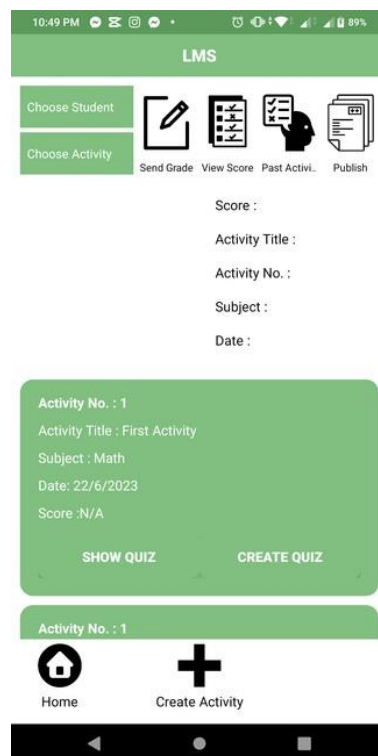 10:49 PM 89%
LMS
Choose Student
Choose Activity
Send Grade View Score Past Activi.. Publish
Score :
Activity Title :
Activity No. :
Subject :
Date :
Activity No. : 1
Activity Title : First Activity
Subject : Math
Date: 22/6/2023
Score :N/A
SHOW QUIZ CREATE QUIZ
Activity No. : 1
Home Create Activity